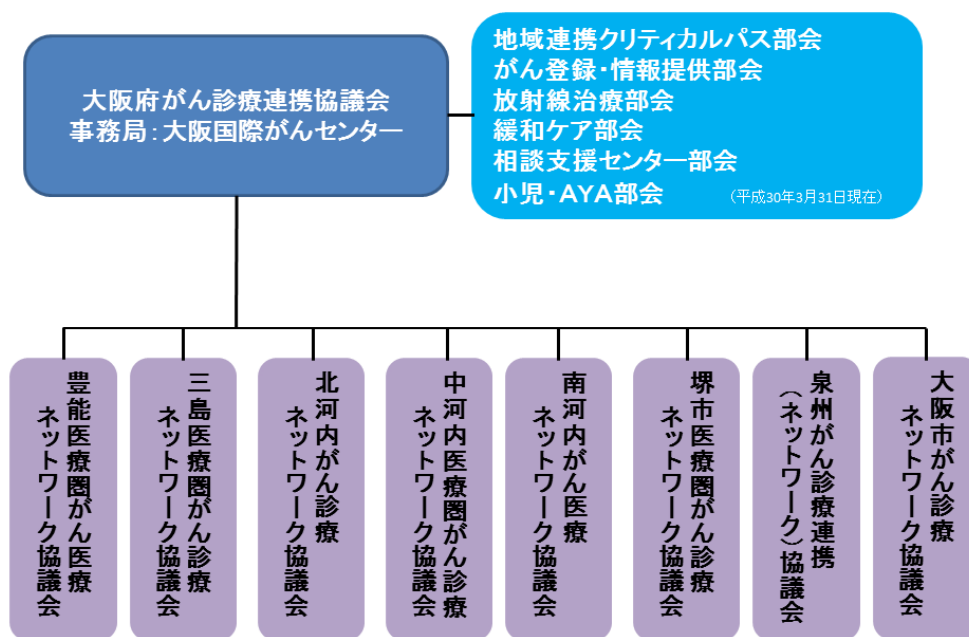 大阪府がん診療連携協議会
事務局：大阪国際がんセンター
地域連携クリティカルパス部会
がん登録・情報提供部会
放射線治療部会
緩和ケア部会
相談支援センター部会
小児・AYA部会
（平成30年3月31日現在）
豊能医療圏がん医療
ネットワーク協議会
三島医療圏がん診療
ネットワーク協議会
北河内がん診療
ネットワーク協議会
中河内医療圏がん診療
ネットワーク協議会
南河内がん医療
ネットワーク協議会
堺市医療圏がん診療
ネットワーク協議会
泉州がん診療連携
（ネットワーク）協議会
大阪市がん診療
ネットワーク協議会